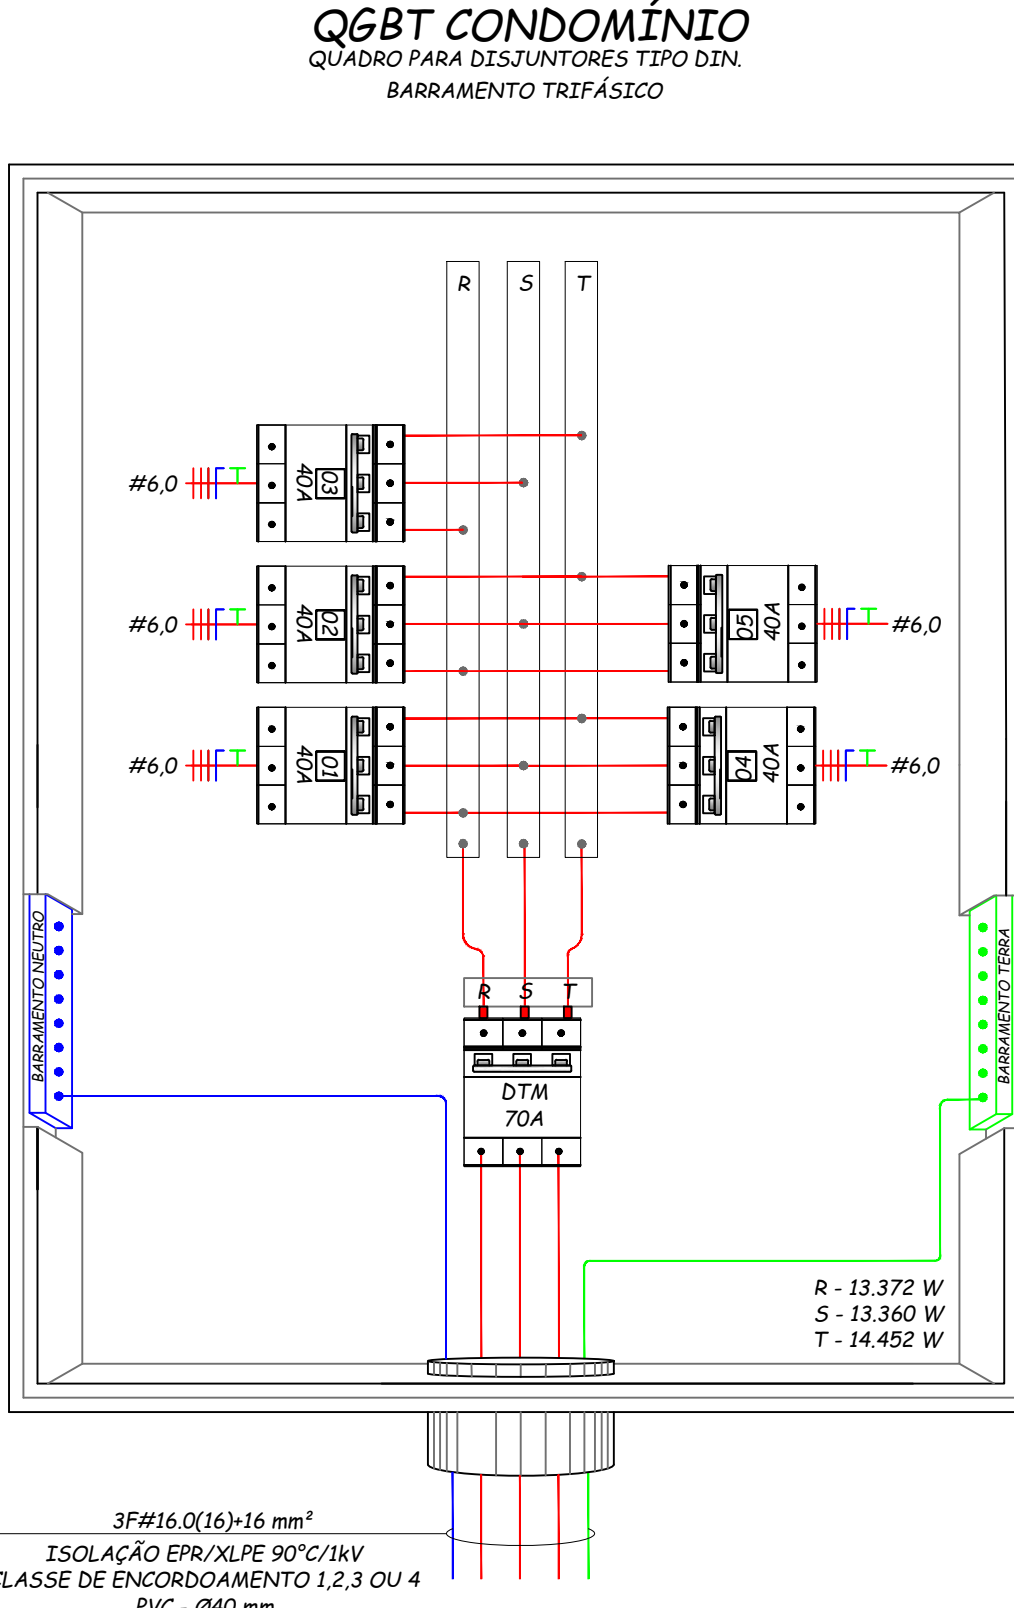 QGBT CONDOMÍNIO
QUADRO PARA DISJUNTORES TIPO DIN.
BARRAMENTO TRIFÁSICO
R S T
#6,0
40A
03
#6,0
40A
02
05
40A
#6,0
#6,0
40A
01
04
40A
#6,0
BARRAMENTO NEUTRO
BARRAMENTO TERRA
R S T
DTM
70A
R - 13.372 W
S - 13.360 W
T - 14.452 W
3F#16.0(16)+16 mm²
ISOLAÇÃO EPR/XLPE 90°C/1kV
CLASSE DE ENCORDOAMENTO 1,2,3 OU 4
PVC - Ø40 mm